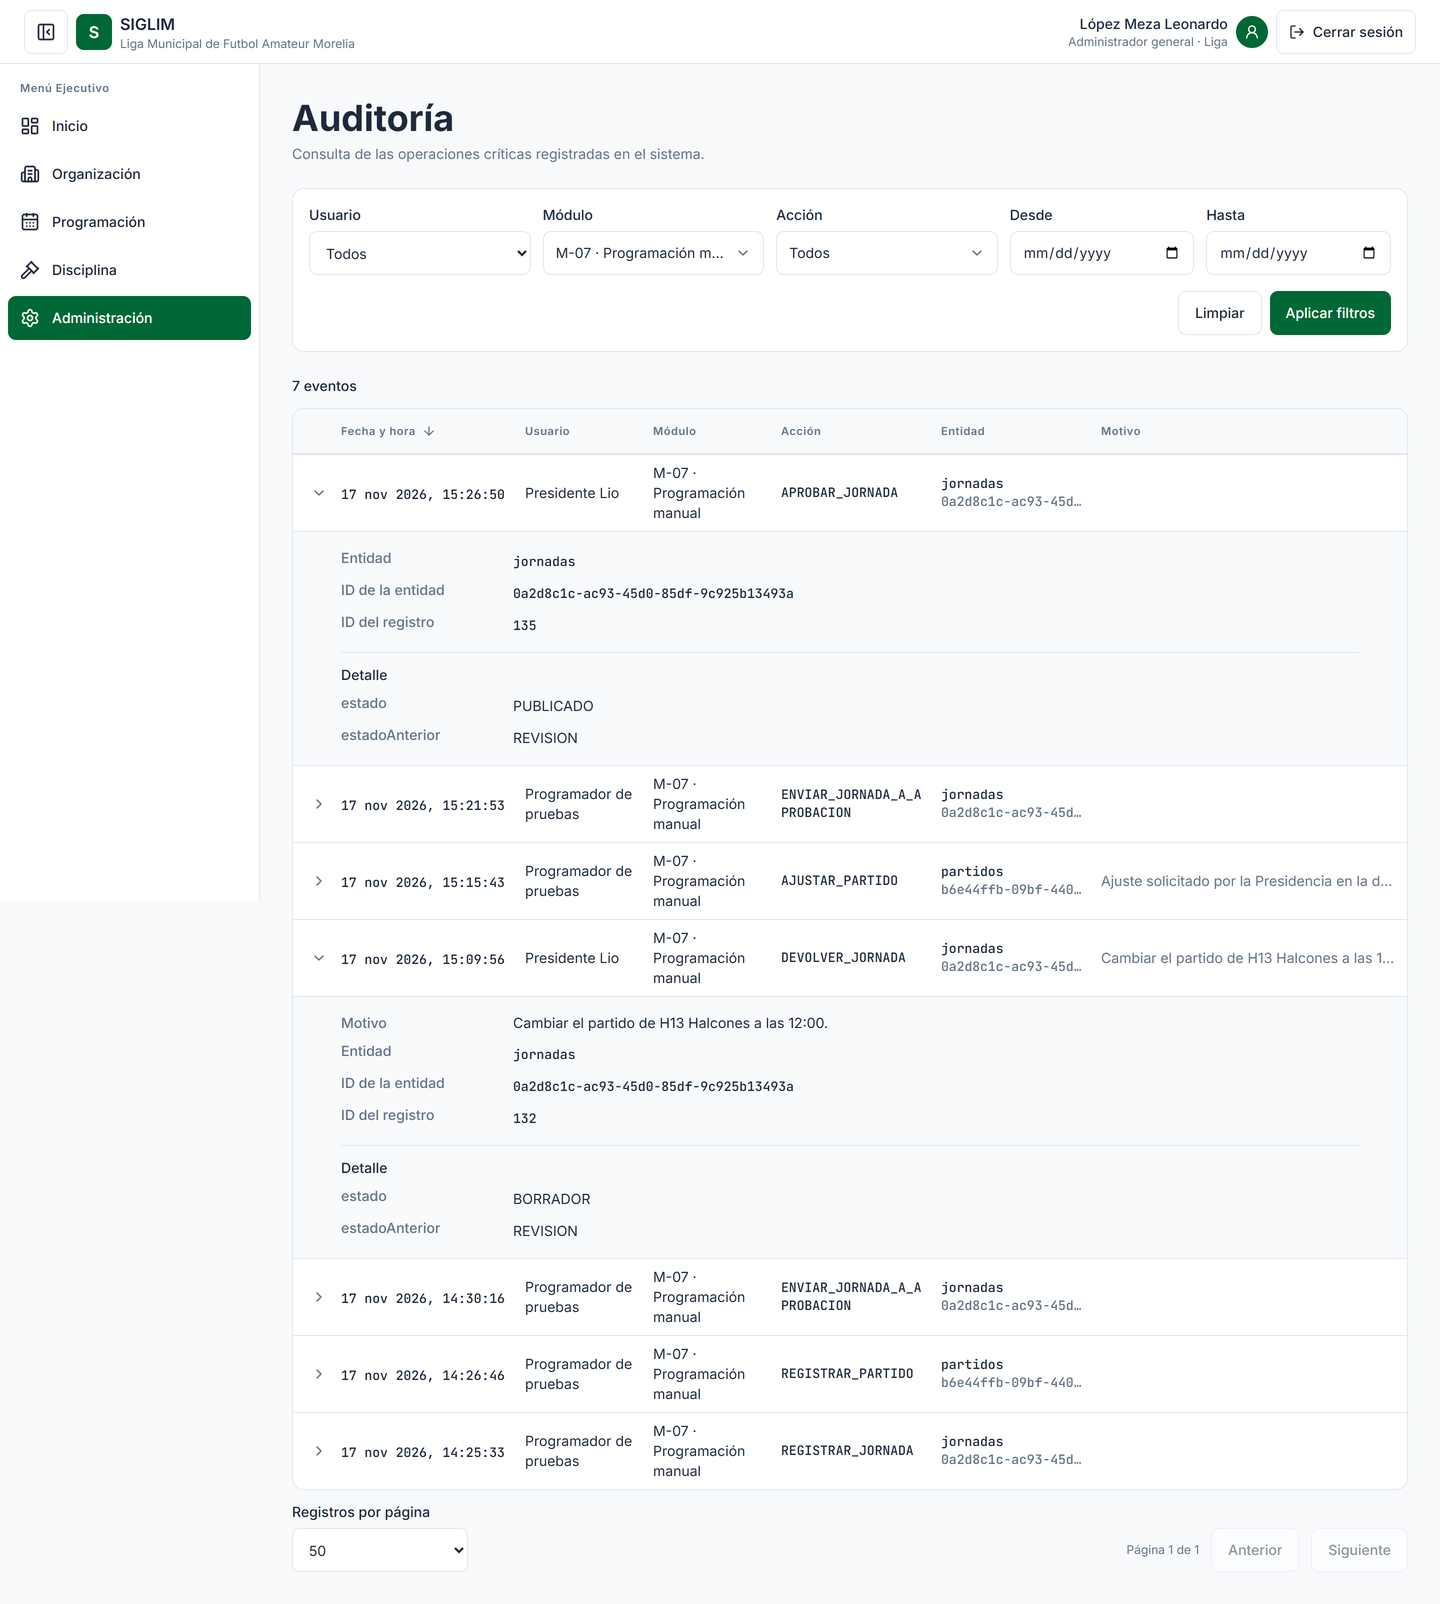 S
SIGLIM
Liga Municipal de Futbol Amateur Morelia
López Meza Leonardo
Administrador general · Liga
Cerrar sesión
Menú Ejecutivo
Inicio
Organización
Programación
Disciplina
Administración
Auditoría
Consulta de las operaciones críticas registradas en el sistema.
Usuario Módulo Acción Desde Hasta
Todos M-07 · Programación m... Todos mm/dd/yyyy mm/dd/yyyy
Limpiar Aplicar filtros
7 eventos
Fecha y hora Usuario Módulo Acción Entidad Motivo
17 nov 2026, 15:26:50 Presidente Lio M-07 · Programación manual APROBAR_JORNADA jornadas 0a2d8c1c-ac93-45d…
Entidad jornadas
ID de la entidad 0a2d8c1c-ac93-45d0-85df-9c925b13493a
ID del registro 135
Detalle
estado PUBLICADO
estadoAnterior REVISION
17 nov 2026, 15:21:53 Programador de pruebas M-07 · Programación manual ENVIAR_JORNADA_A_APROBACION jornadas 0a2d8c1c-ac93-45d…
17 nov 2026, 15:15:43 Programador de pruebas M-07 · Programación manual AJUSTAR_PARTIDO partidos b6e44ffb-09bf-440… Ajuste solicitado por la Presidencia en la d...
17 nov 2026, 15:09:56 Presidente Lio M-07 · Programación manual DEVOLVER_JORNADA jornadas 0a2d8c1c-ac93-45d… Cambiar el partido de H13 Halcones a las 1...
Motivo Cambiar el partido de H13 Halcones a las 12:00.
Entidad jornadas
ID de la entidad 0a2d8c1c-ac93-45d0-85df-9c925b13493a
ID del registro 132
Detalle
estado BORRADOR
estadoAnterior REVISION
17 nov 2026, 14:30:16 Programador de pruebas M-07 · Programación manual ENVIAR_JORNADA_A_APROBACION jornadas 0a2d8c1c-ac93-45d…
17 nov 2026, 14:26:46 Programador de pruebas M-07 · Programación manual REGISTRAR_PARTIDO partidos b6e44ffb-09bf-440…
17 nov 2026, 14:25:33 Programador de pruebas M-07 · Programación manual REGISTRAR_JORNADA jornadas 0a2d8c1c-ac93-45d…
Registros por página
50 Página 1 de 1 Anterior Siguiente